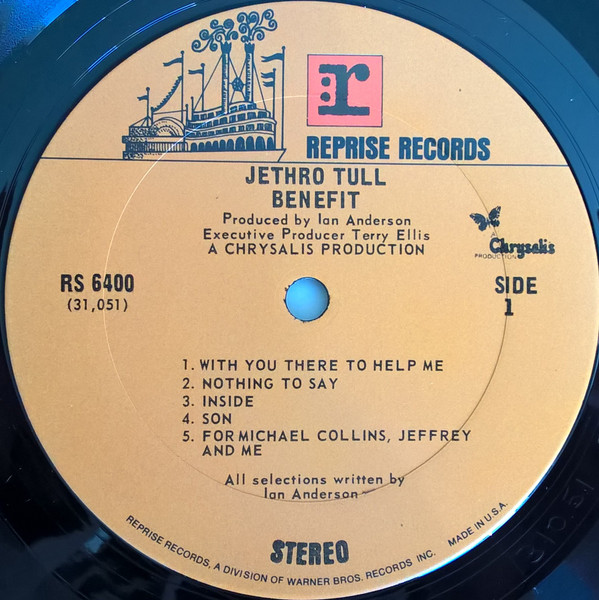 r
REPRISE RECORDS
JETHRO TULL
BENEFIT
Produced by Ian Anderson
Executive Producer Terry Ellis
A CHRYSALIS PRODUCTION
A
Chrysalis
PRODUCTION
RS 6400
(31,051)
SIDE
1
1. WITH YOU THERE TO HELP ME
2. NOTHING TO SAY
3. INSIDE
4. SON
5. FOR MICHAEL COLLINS, JEFFREY
AND ME
All selections written by
Ian Anderson
STEREO
REPRISE RECORDS, A DIVISION OF WARNER BROS. RECORDS INC. MADE IN U.S.A.